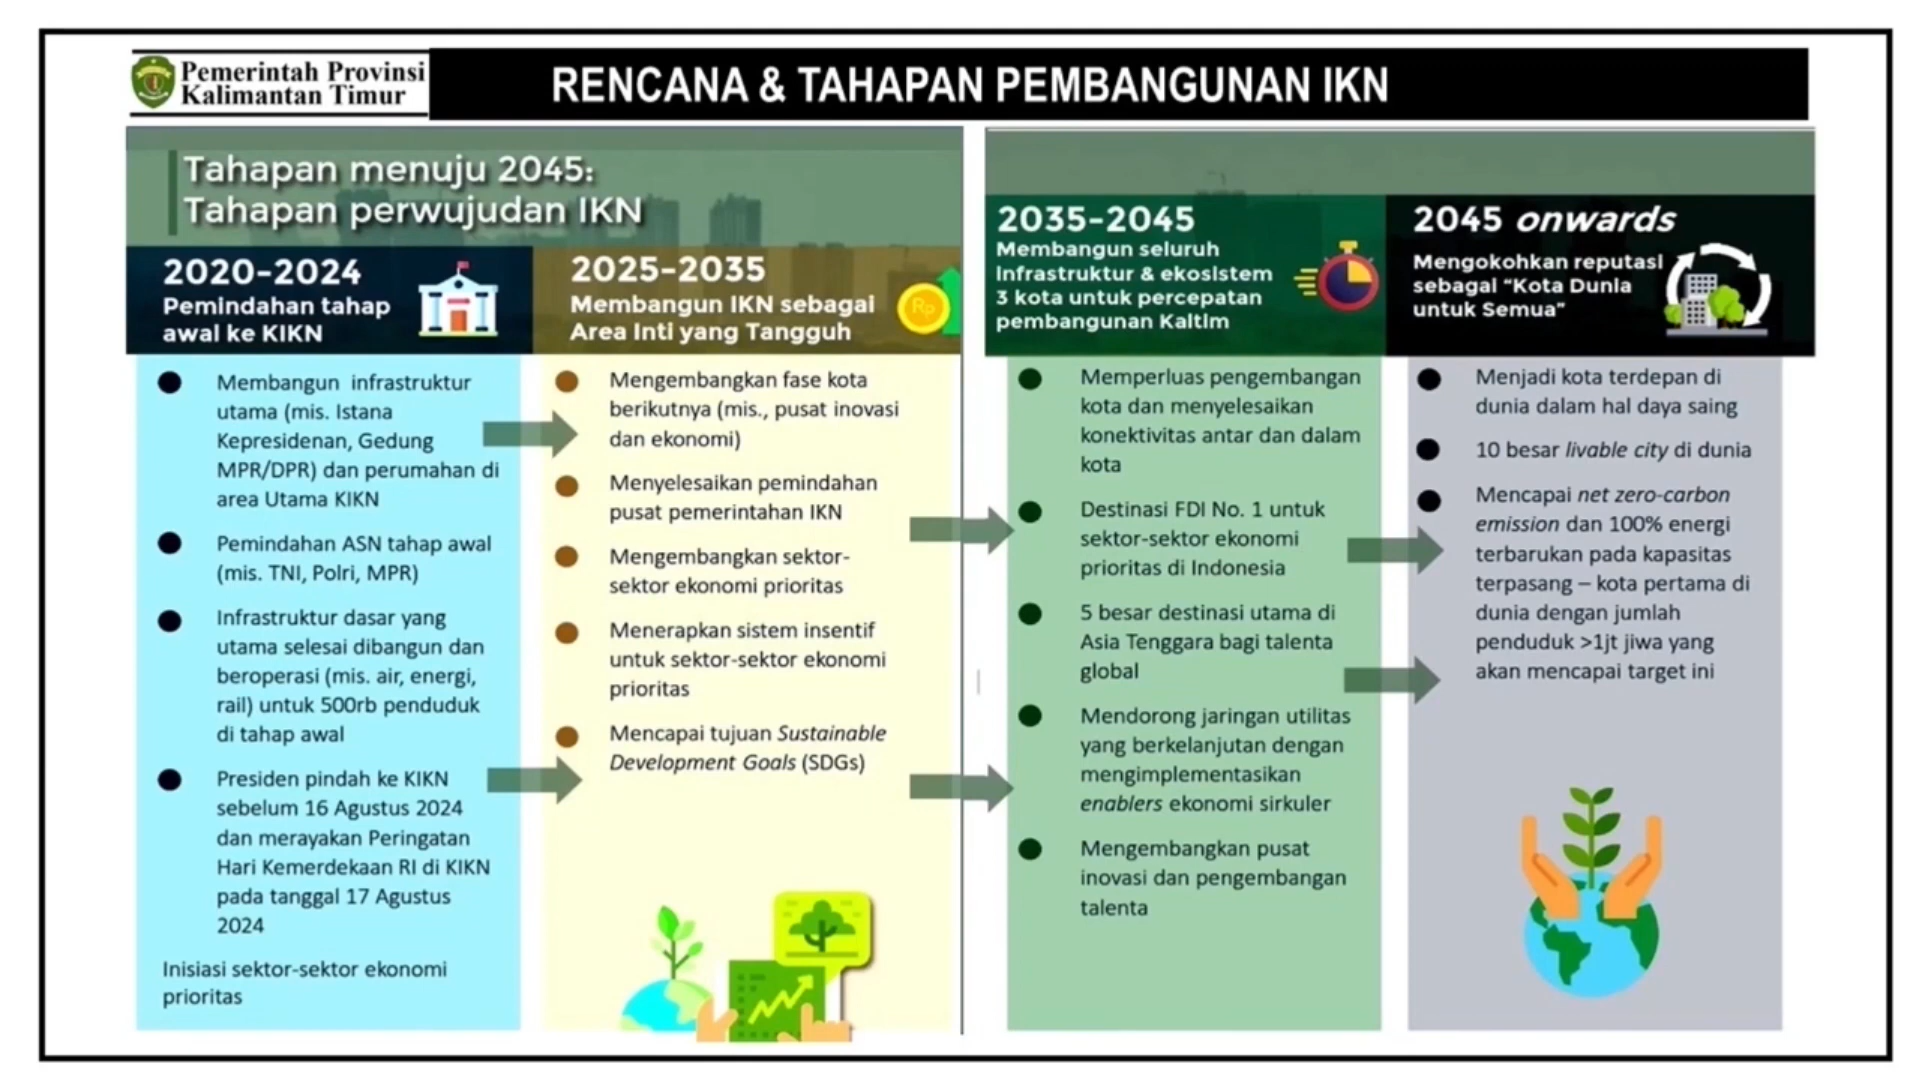 Pemerintah Provinsi
Kalimantan Timur
RENCANA & TAHAPAN PEMBANGUNAN IKN
Tahapan menuju 2045:
Tahapan perwujudan IKN
2020-2024
Pemindahan tahap
awal ke KIKN
Membangun infrastruktur
utama (mis. Istana
Kepresidenan, Gedung
MPR/DPR) dan perumahan di
area Utama KIKN
Pemindahan ASN tahap awal
(mis. TNI, Polri, MPR)
Infrastruktur dasar yang
utama selesai dibangun dan
beroperasi (mis. air, energi,
rail) untuk 500rb penduduk
di tahap awal
Presiden pindah ke KIKN
sebelum 16 Agustus 2024
dan merayakan Peringatan
Hari Kemerdekaan RI di KIKN
pada tanggal 17 Agustus
2024
Inisiasi sektor-sektor ekonomi
prioritas
2025-2035
Membangun IKN sebagai
Area Inti yang Tangguh
Rp
Mengembangkan fase kota
berikutnya (mis., pusat inovasi
dan ekonomi)
Menyelesaikan pemindahan
pusat pemerintahan IKN
Mengembangkan sektor-
sektor ekonomi prioritas
Menerapkan sistem insentif
untuk sektor-sektor ekonomi
prioritas
Mencapai tujuan Sustainable
Development Goals (SDGs)
2035-2045
Membangun seluruh
infrastruktur & ekosistem
3 kota untuk percepatan
pembangunan Kaltim
Memperluas pengembangan
kota dan menyelesaikan
konektivitas antar dan dalam
kota
Destinasi FDI No. 1 untuk
sektor-sektor ekonomi
prioritas di Indonesia
5 besar destinasi utama di
Asia Tenggara bagi talenta
global
Mendorong jaringan utilitas
yang berkelanjutan dengan
mengimplementasikan
enablers ekonomi sirkuler
Mengembangkan pusat
inovasi dan pengembangan
talenta
2045 onwards
Mengokohkan reputasi
sebagai “Kota Dunia
untuk Semua”
Menjadi kota terdepan di
dunia dalam hal daya saing
10 besar livable city di dunia
Mencapai net zero-carbon
emission dan 100% energi
terbarukan pada kapasitas
terpasang – kota pertama di
dunia dengan jumlah
penduduk >1jt jiwa yang
akan mencapai target ini